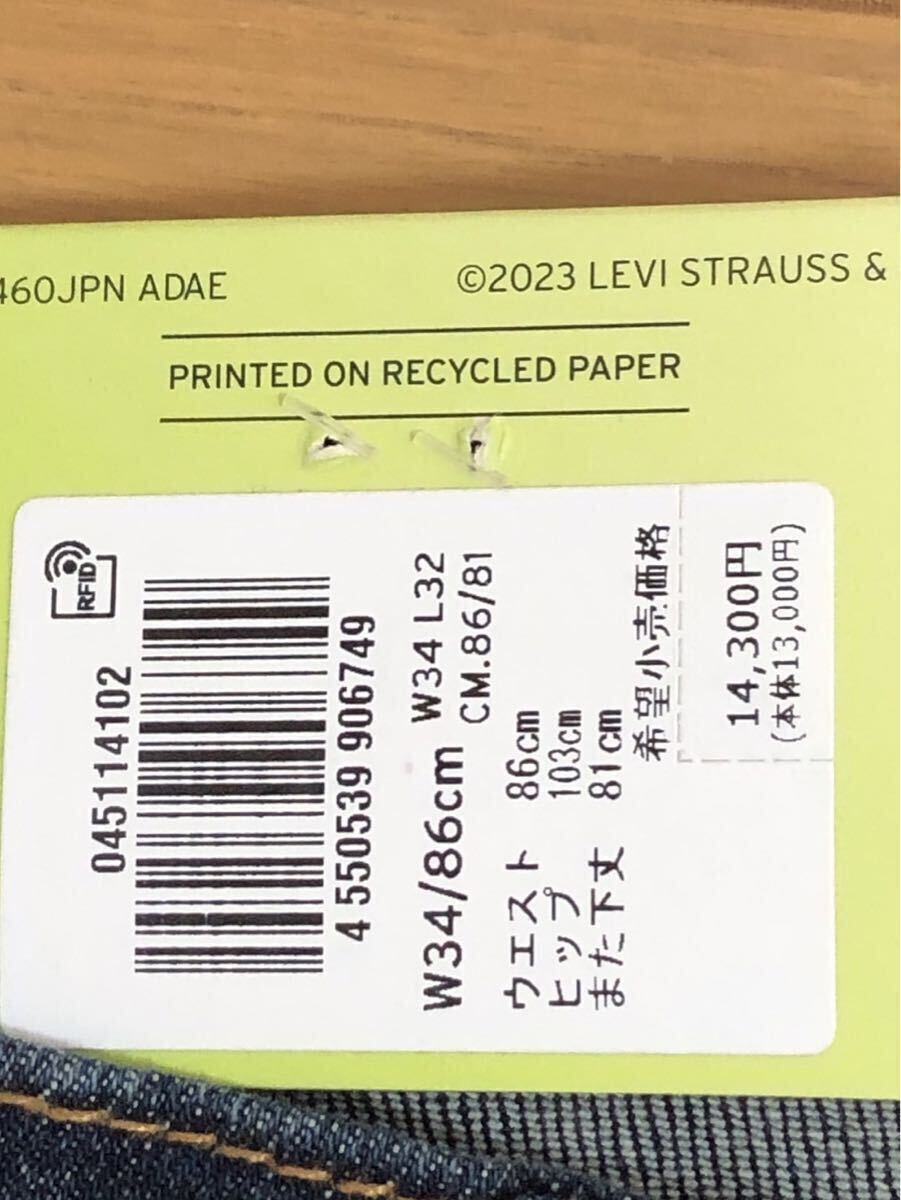 460JPN ADAE
©2023 LEVI STRAUSS &
PRINTED ON RECYCLED PAPER
RFID
045114102
4 550539 906749
W34/86cm W34 L32
CM.86/81
ウエスト 86cm
ヒップ 103cm
また下丈 81cm
希望小売価格
14,300円
(本体13,000円)